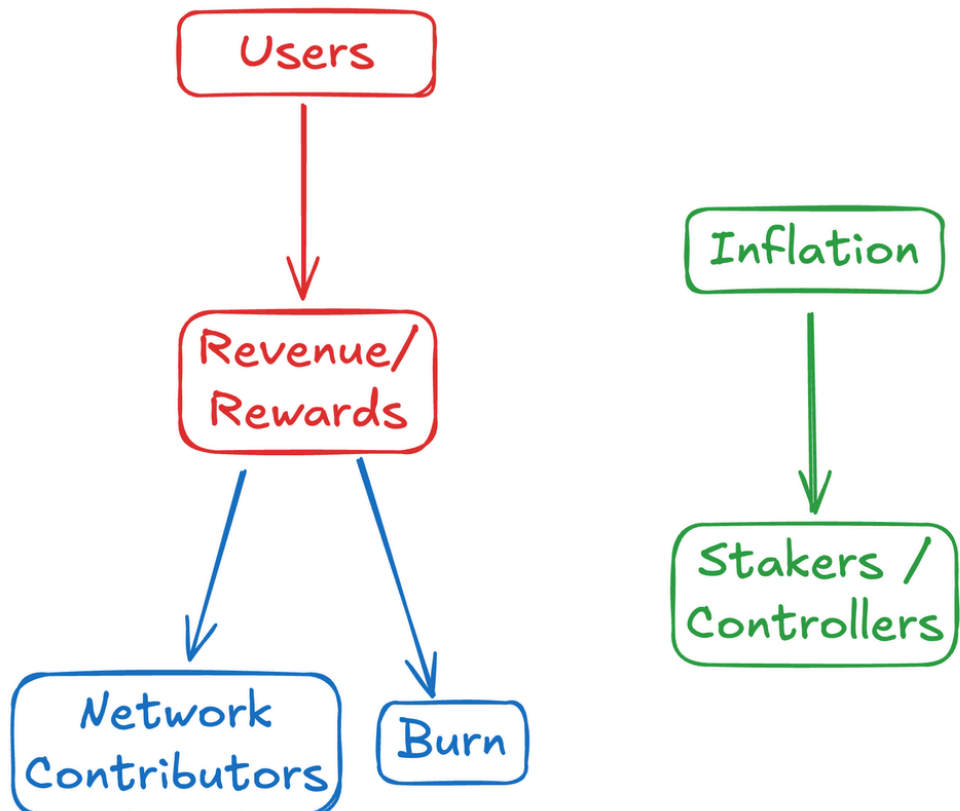 Users
Inflation
Revenue/
Rewards
Stakers /
Controllers
Network
Contributors
Burn